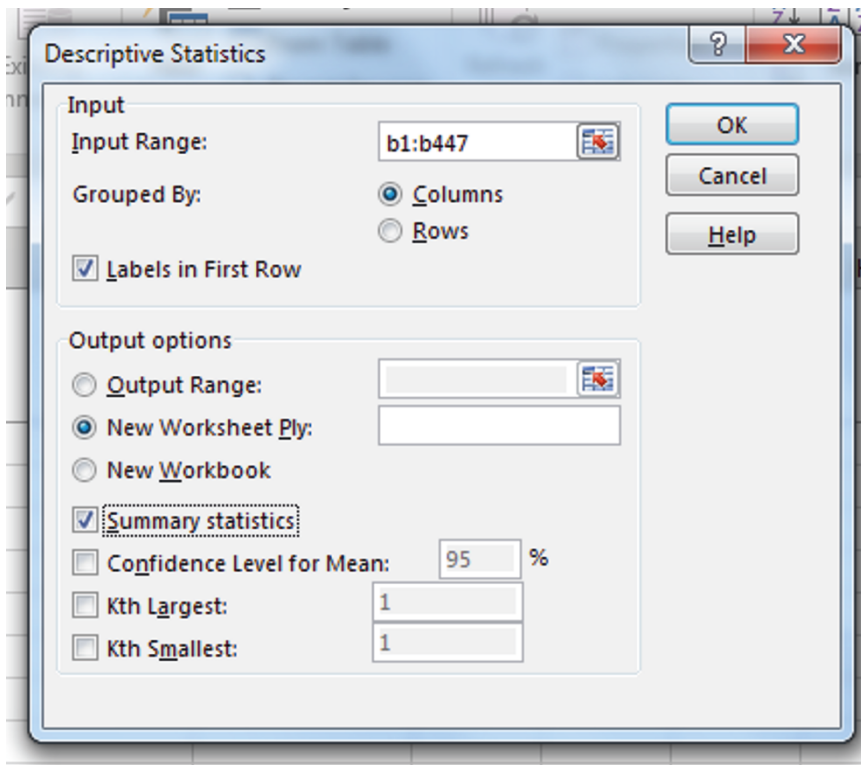 Descriptive Statistics
Input
Input Range: b1:b447
Grouped By: Columns
Rows
Labels in First Row
OK
Cancel
Help
Output options
Output Range:
New Worksheet Ply:
New Workbook
Summary statistics
Confidence Level for Mean: 95 %
Kth Largest: 1
Kth Smallest: 1